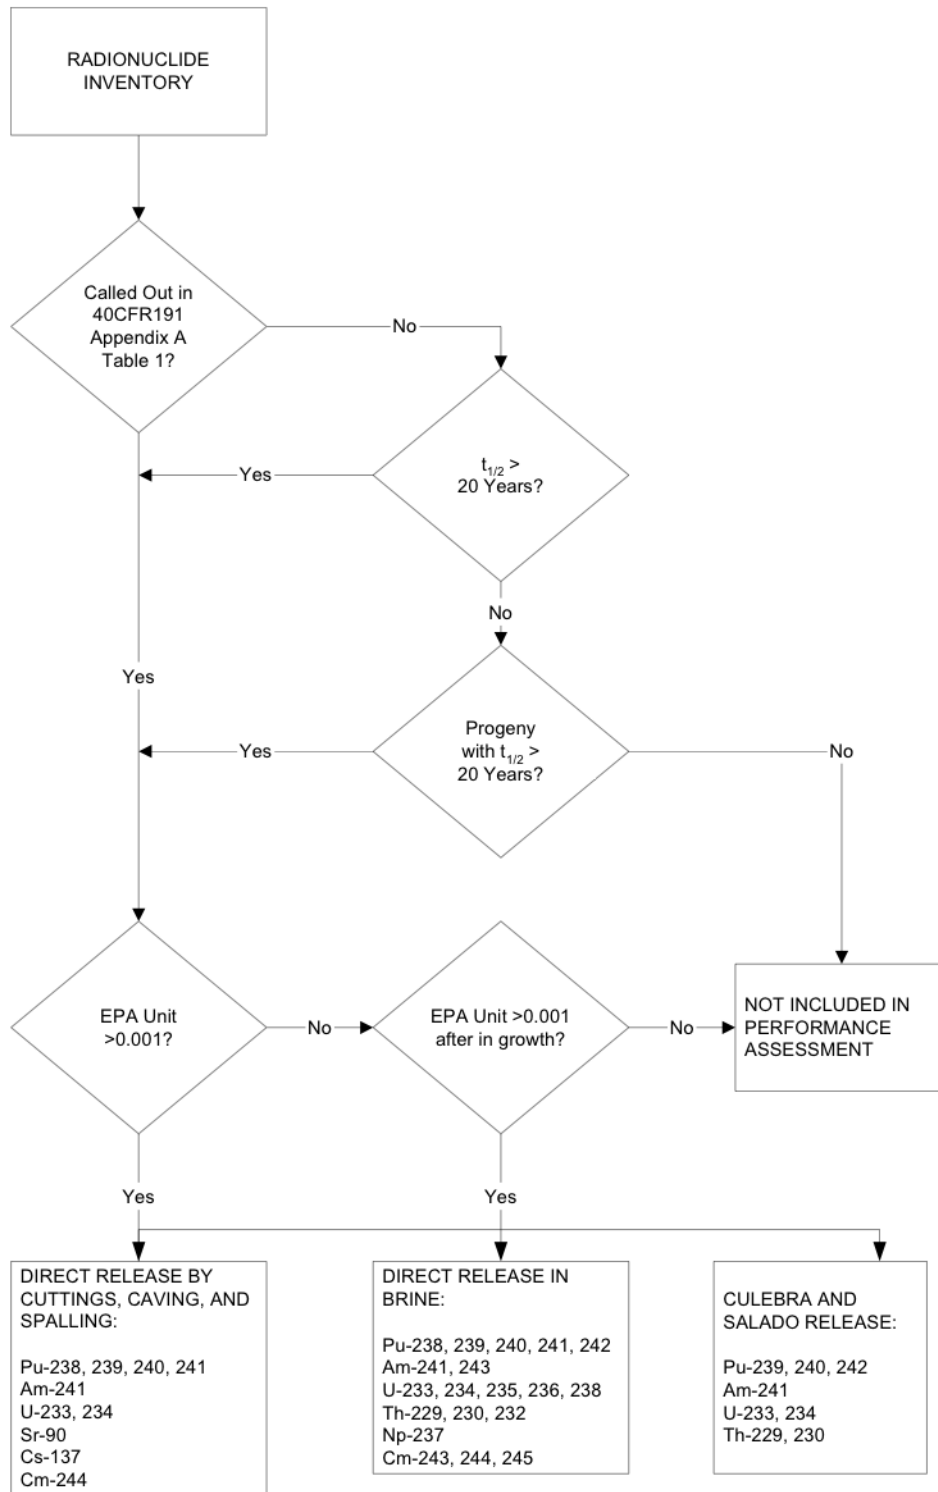 RADIONUCLIDE
INVENTORY
Called Out in
40CFR191
Appendix A
Table 1?
No
t1/2 >
20 Years?
Yes
No
Yes
Progeny
with t1/2 >
20 Years?
Yes
No
EPA Unit
>0.001?
No
EPA Unit >0.001
after in growth?
No
NOT INCLUDED IN
PERFORMANCE
ASSESSMENT
Yes
Yes
DIRECT RELEASE BY
CUTTINGS, CAVING, AND
SPALLING:
Pu-238, 239, 240, 241
Am-241
U-233, 234
Sr-90
Cs-137
Cm-244
DIRECT RELEASE IN
BRINE:
Pu-238, 239, 240, 241, 242
Am-241, 243
U-233, 234, 235, 236, 238
Th-229, 230, 232
Np-237
Cm-243, 244, 245
CULEBRA AND
SALADO RELEASE:
Pu-239, 240, 242
Am-241
U-233, 234
Th-229, 230